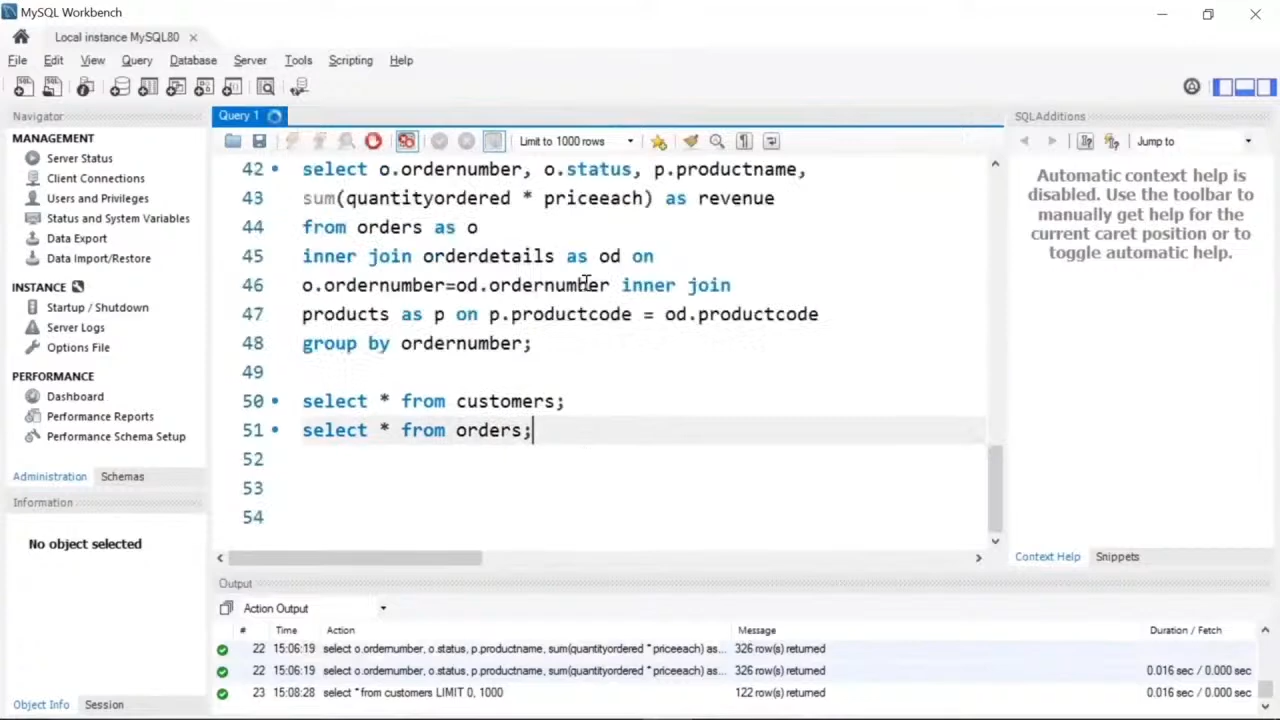 MySQL Workbench
Local instance MySQL80
File Edit View Query Database Server Tools Scripting Help
Navigator
MANAGEMENT
Server Status
Client Connections
Users and Privileges
Status and System Variables
Data Export
Data Import/Restore
INSTANCE
Startup / Shutdown
Server Logs
Options File
PERFORMANCE
Dashboard
Performance Reports
Performance Schema Setup
Administration Schemas
Information
No object selected
Object Info Session
Query 1
Limit to 1000 rows
42 select o.ordernumber, o.status, p.productname,
43 sum(quantityordered * priceeach) as revenue
44 from orders as o
45 inner join orderdetails as od on
46 o.ordernumber=od.ordernumber inner join
47 products as p on p.productcode = od.productcode
48 group by ordernumber;
49
50 select * from customers;
51 select * from orders;
52
53
54
SQLAdditions
Jump to
Automatic context help is
disabled. Use the toolbar to
manually get help for the
current caret position or to
toggle automatic help.
Context Help Snippets
Output
Action Output
# Time Action Message Duration / Fetch
22 15:06:19 select o.ordernumber, o.status, p.productname, sum(quantityordered * priceeach) as... 326 row(s) returned
22 15:06:19 select o.ordernumber, o.status, p.productname, sum(quantityordered * priceeach) as... 326 row(s) returned 0.016 sec / 0.000 sec
23 15:08:28 select * from customers LIMIT 0, 1000 122 row(s) returned 0.016 sec / 0.000 sec